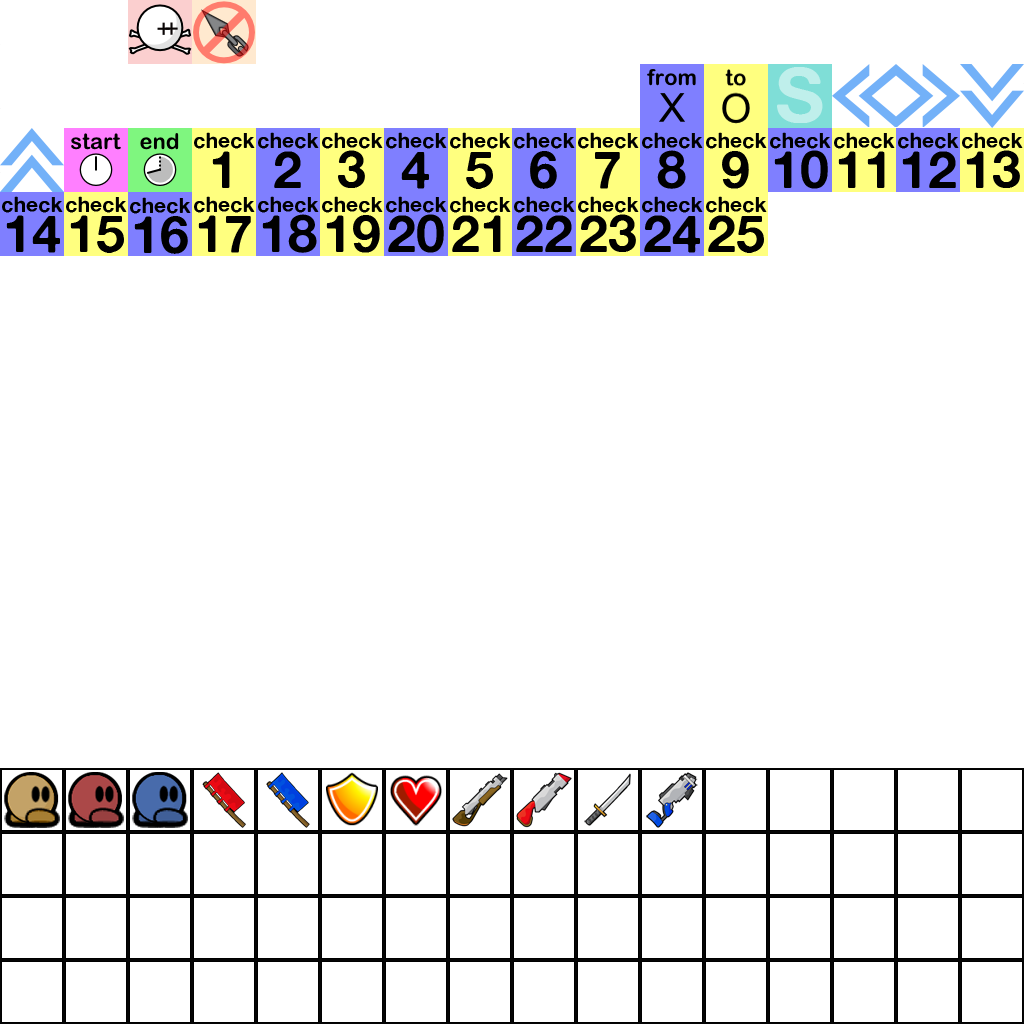 from to
X O S
start end check check check check check check check check check check check check check
1 2 3 4 5 6 7 8 9 10 11 12 13
check check check check check check check check check check check check
14 15 16 17 18 19 20 21 22 23 24 25